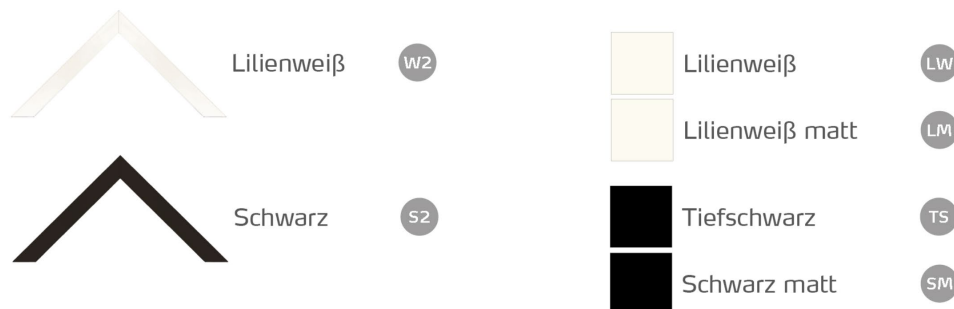 Lilienweiß W2
Schwarz S2
Lilienweiß LW
Lilienweiß matt LM
Tiefschwarz TS
Schwarz matt SM